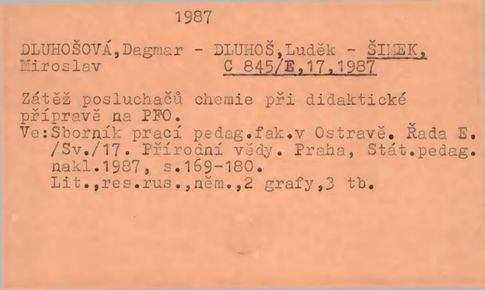 1987
DLUHOŠOVÁ,Dagmar - DLUHOŠ,Luděk - ŠIMEK,
Miroslav C 845/E,17,1987
Zátěž posluchačů chemie při didaktické
přípravě na PFO.
Ve:Sborník prací pedag.fak.v Ostravě. Řada E.
/Sv./17. Přírodní vědy. Praha, Stát.pedag.
nakl.1987, s.169-180.
Lit.,res.rus.,něm.,2 grafy,3 tb.